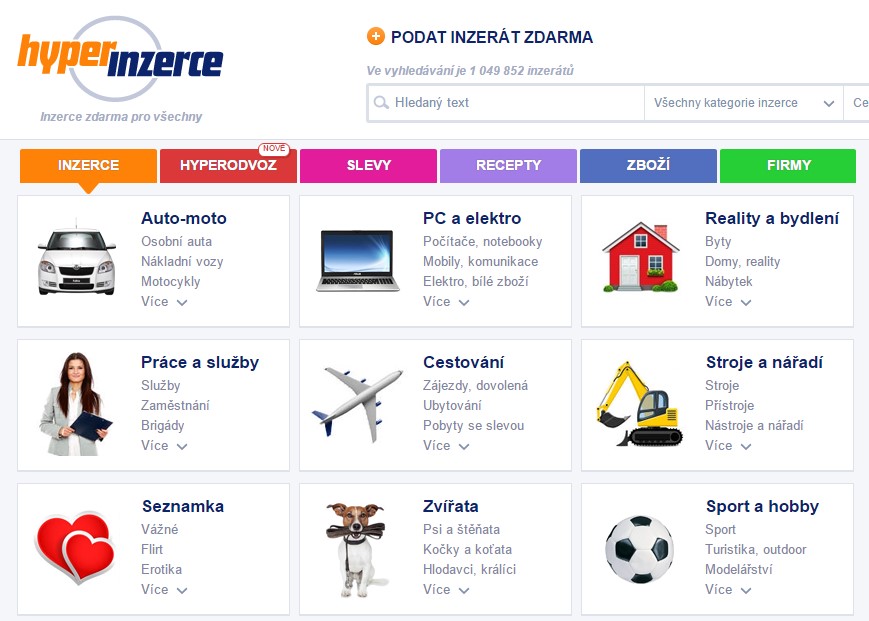 hyperinzerce
Inzerce zdarma pro všechny
PODAT INZERÁT ZDARMA
Ve vyhledávání je 1 049 852 inzerátů
Hledaný text
Všechny kategorie inzerce
Ce
INZERCE
HYPERODVOZ
NOVÉ
SLEVY
RECEPTY
ZBOŽÍ
FIRMY
Auto-moto
Osobní auta
Nákladní vozy
Motocykly
Více
PC a elektro
Počítače, notebooky
Mobily, komunikace
Elektro, bílé zboží
Více
Reality a bydlení
Byty
Domy, reality
Nábytek
Více
Práce a služby
Služby
Zaměstnání
Brigády
Více
Cestování
Zájezdy, dovolená
Ubytování
Pobyty se slevou
Více
Stroje a nářadí
Stroje
Přístroje
Nástroje a nářadí
Více
Seznamka
Vážné
Flirt
Erotika
Více
Zvířata
Psi a štěňata
Kočky a koťata
Hlodavci, králíci
Více
Sport a hobby
Sport
Turistika, outdoor
Modelářství
Více